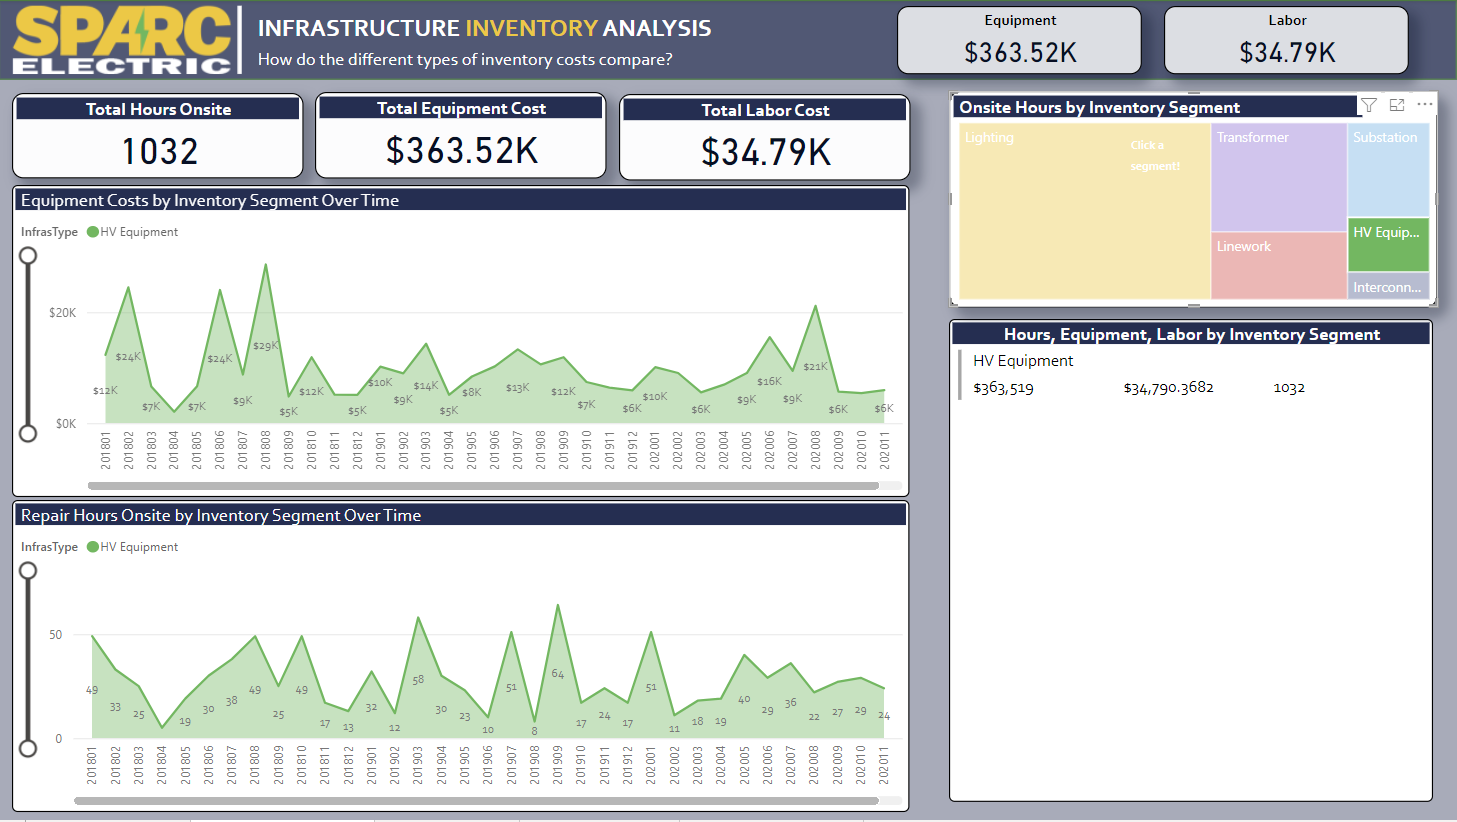 SPARC
ELECTRIC
INFRASTRUCTURE INVENTORY ANALYSIS
How do the different types of inventory costs compare?
Equipment
$363.52K
Labor
$34.79K
Total Hours Onsite
1032
Total Equipment Cost
$363.52K
Total Labor Cost
$34.79K
Equipment Costs by Inventory Segment Over Time
InfrasType HV Equipment
$20K
$0K
$12K $24K $7K $7K $24K $9K $29K $5K $12K $5K $10K $9K $14K $5K $8K $13K $12K $7K $6K $10K $6K $9K $16K $9K $21K $6K $6K
201801 201802 201803 201804 201805 201806 201807 201808 201809 201810 201811 201812 201901 201902 201903 201904 201905 201906 201907 201908 201909 201910 201911 201912 202001 202002 202003 202004 202005 202006 202007 202008 202009 202010 202011
Repair Hours Onsite by Inventory Segment Over Time
InfrasType HV Equipment
50
0
49 33 25 19 30 38 49 25 49 17 13 32 12 58 30 23 10 51 8 64 17 24 17 51 11 18 19 40 29 36 22 27 29 24
201801 201802 201803 201804 201805 201806 201807 201808 201809 201810 201811 201812 201901 201902 201903 201904 201905 201906 201907 201908 201909 201910 201911 201912 202001 202002 202003 202004 202005 202006 202007 202008 202009 202010 202011
Onsite Hours by Inventory Segment
Lighting
Click a
segment!
Transformer
Linework
Substation
HV Equip...
Interconn...
Hours, Equipment, Labor by Inventory Segment
HV Equipment
$363,519 $34,790.3682 1032